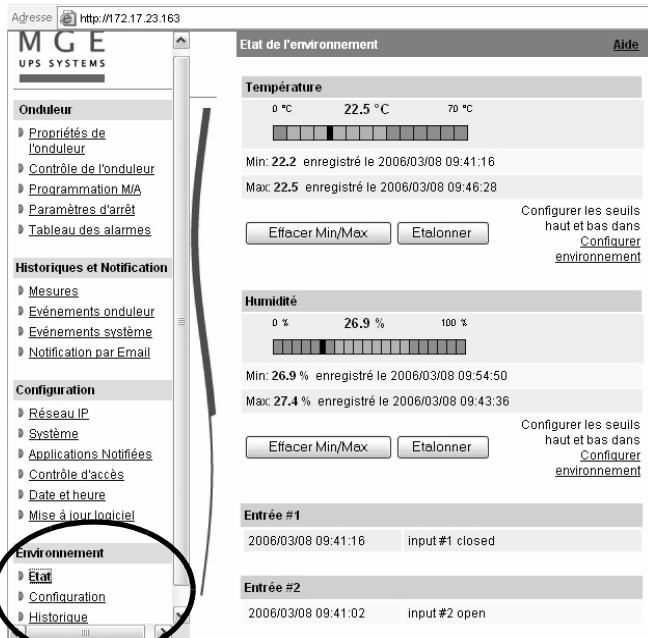 Adresse http://172.17.23.163
MGE
UPS SYSTEMS
Onduleur
Propriétés de
l'onduleur
Contrôle de l'onduleur
Programmation M/A
Paramètres d'arrêt
Tableau des alarmes
Historiques et Notification
Mesures
Evénements onduleur
Evénements système
Notification par Email
Configuration
Réseau IP
Système
Applications Notifiées
Contrôle d'accès
Date et heure
Mise à jour logiciel
Environnement
Etat
Configuration
Historique
Etat de l'environnement Aide
Température
0 °C 22.5 °C 70 °C
Min: 22.2 enregistré le 2006/03/08 09:41:16
Max: 22.5 enregistré le 2006/03/08 09:46:28
Effacer Min/Max Etalonner
Configurer les seuils
haut et bas dans
Configurer
environnement
Humidité
0 % 26.9 % 100 %
Min: 26.9 % enregistré le 2006/03/08 09:54:50
Max: 27.4 % enregistré le 2006/03/08 09:43:36
Effacer Min/Max Etalonner
Configurer les seuils
haut et bas dans
Configurer
environnement
Entrée #1
2006/03/08 09:41:16 input #1 closed
Entrée #2
2006/03/08 09:41:02 input #2 open